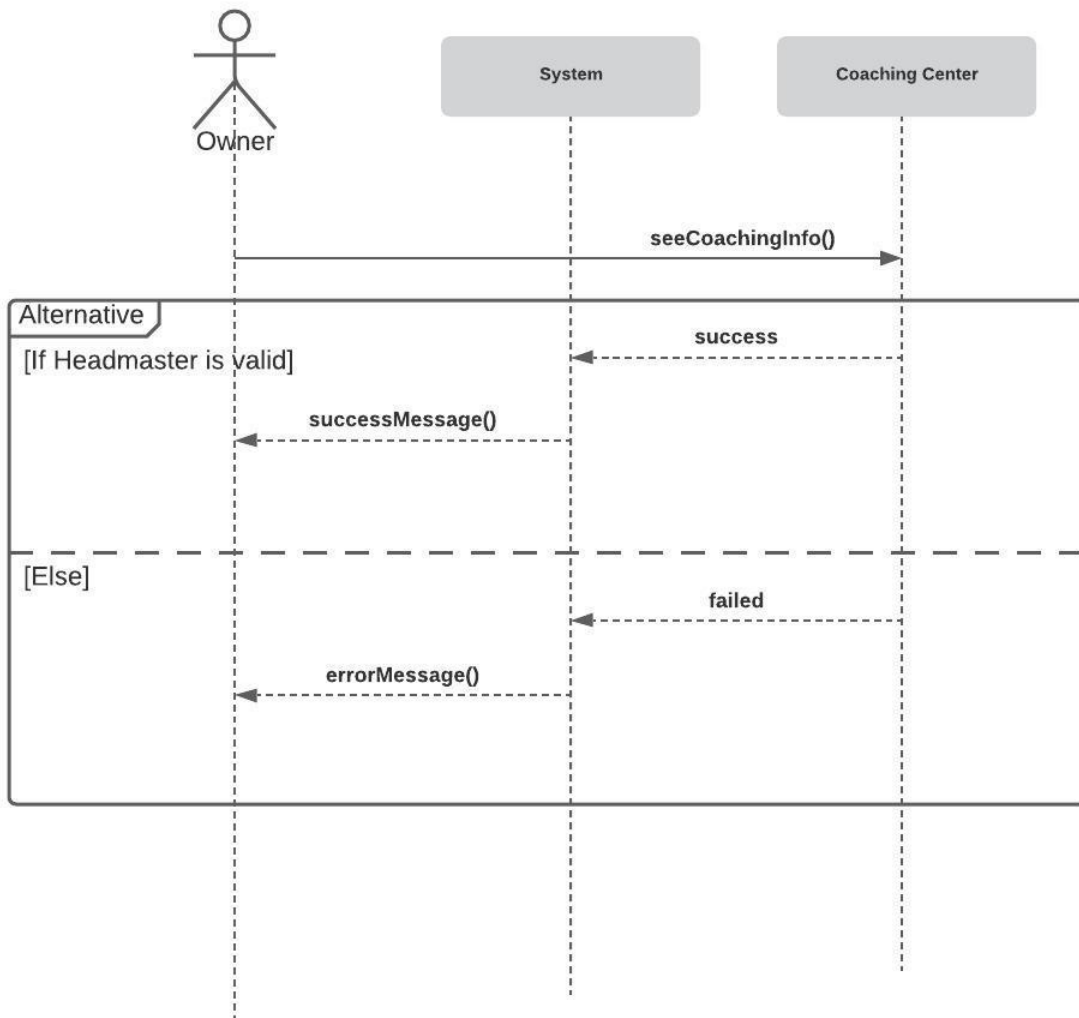 System
Coaching Center
Owner
seeCoachingInfo()
Alternative
success
[If Headmaster is valid]
successMessage()
[Else]
failed
errorMessage()